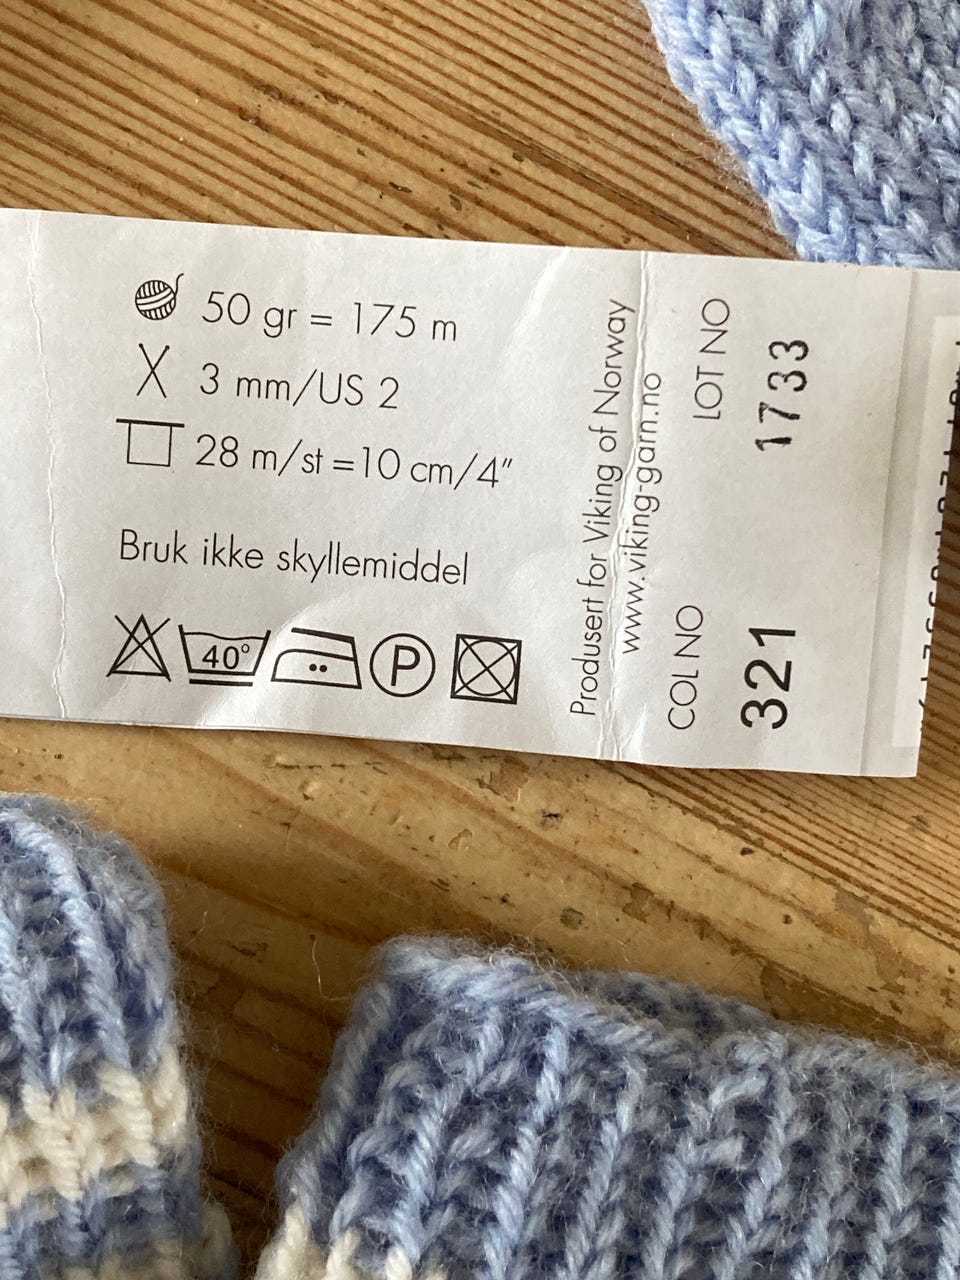 50 gr = 175 m
3 mm/US 2
28 m/st =10 cm/4"
Bruk ikke skyllemiddel
40°
P
Produsert for Viking of Norway
www.viking-garn.no
COL NO
LOT NO
321
1733